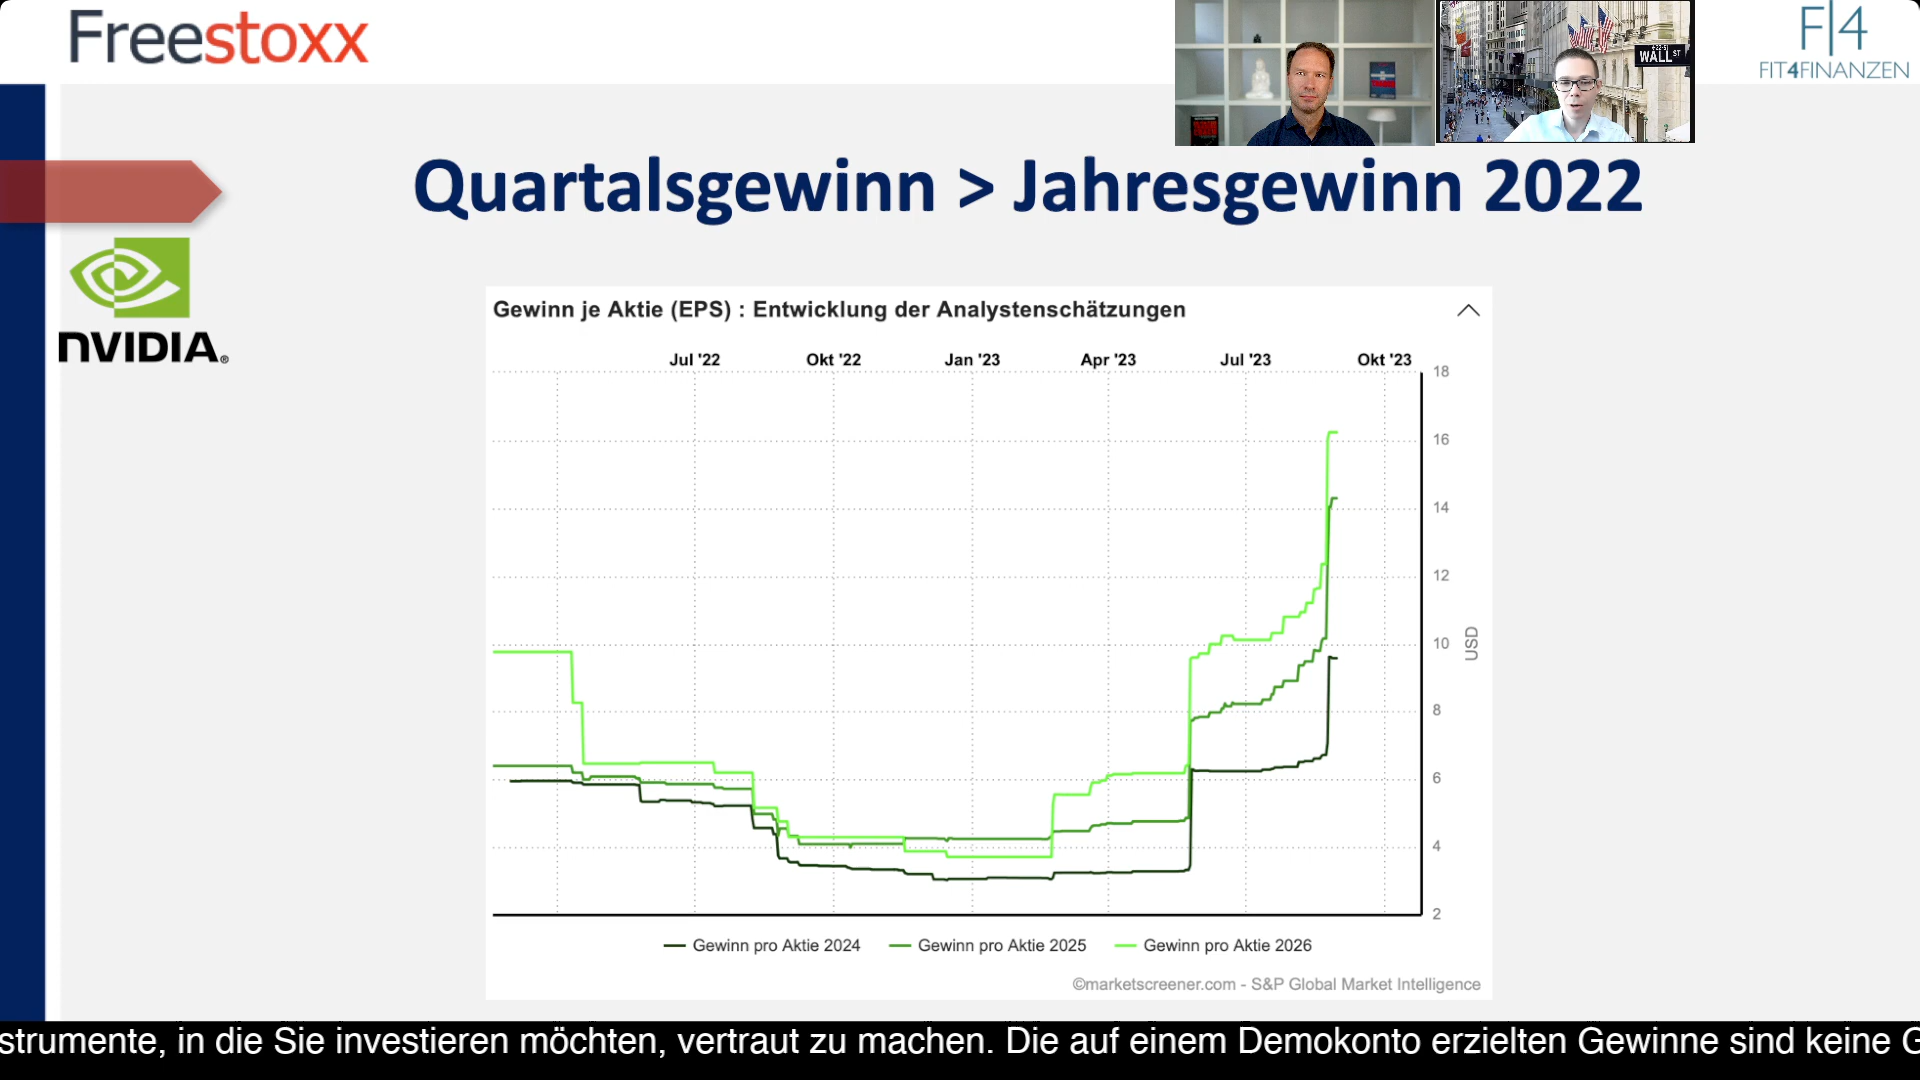 Freestoxx
WALL ST
F|4
FIT4FINANZEN
Quartalsgewinn > Jahresgewinn 2022
NVIDIA®
Gewinn je Aktie (EPS) : Entwicklung der Analystenschätzungen
Jul '22 Okt '22 Jan '23 Apr '23 Jul '23 Okt '23
18
16
14
12
10
8
6
4
2
USD
Gewinn pro Aktie 2024 Gewinn pro Aktie 2025 Gewinn pro Aktie 2026
©marketscreener.com - S&P Global Market Intelligence
strumente, in die Sie investieren möchten, vertraut zu machen. Die auf einem Demokonto erzielten Gewinne sind keine G